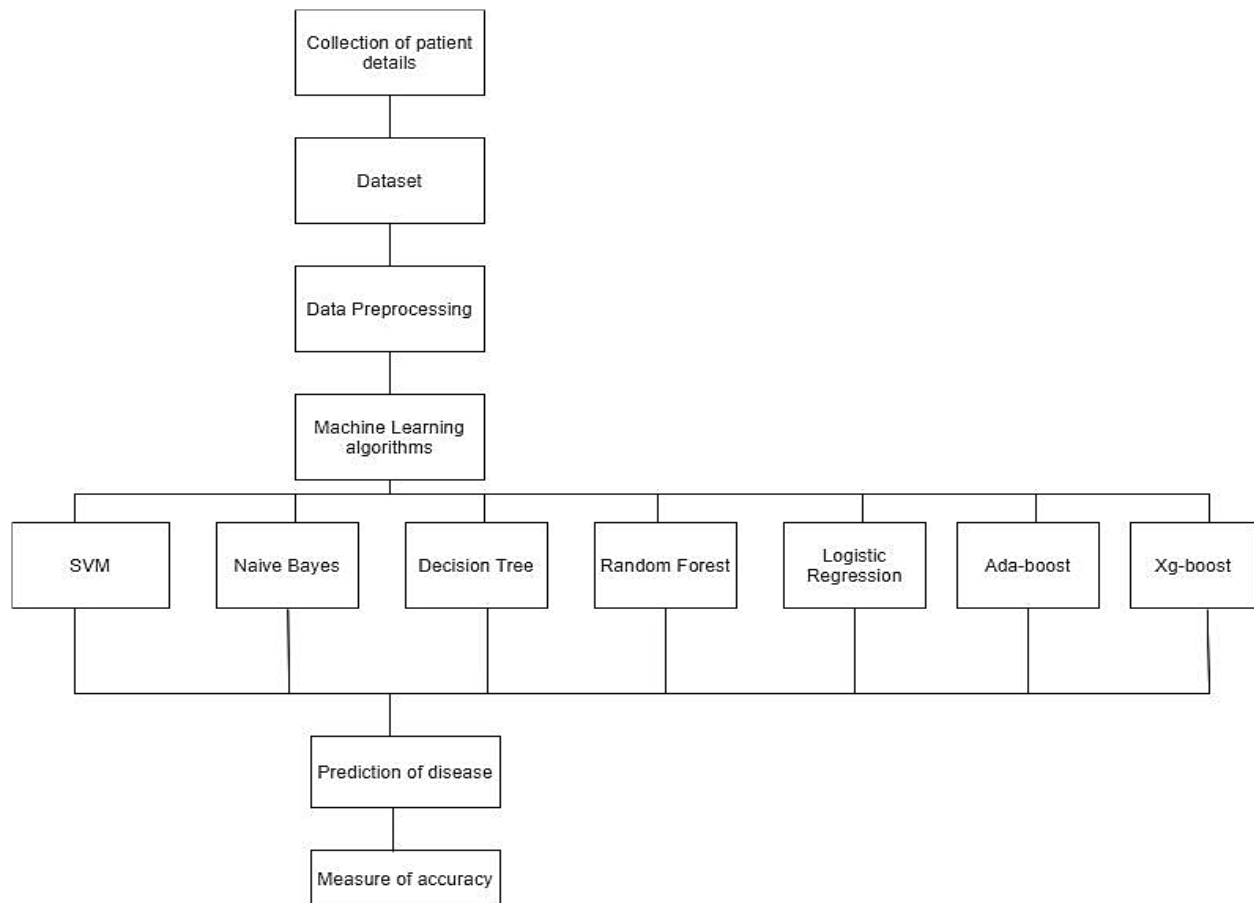 Collection of patient
details
Dataset
Data Preprocessing
Machine Learning
algorithms
SVM
Naive Bayes
Decision Tree
Random Forest
Logistic
Regression
Ada-boost
Xg-boost
Prediction of disease
Measure of accuracy